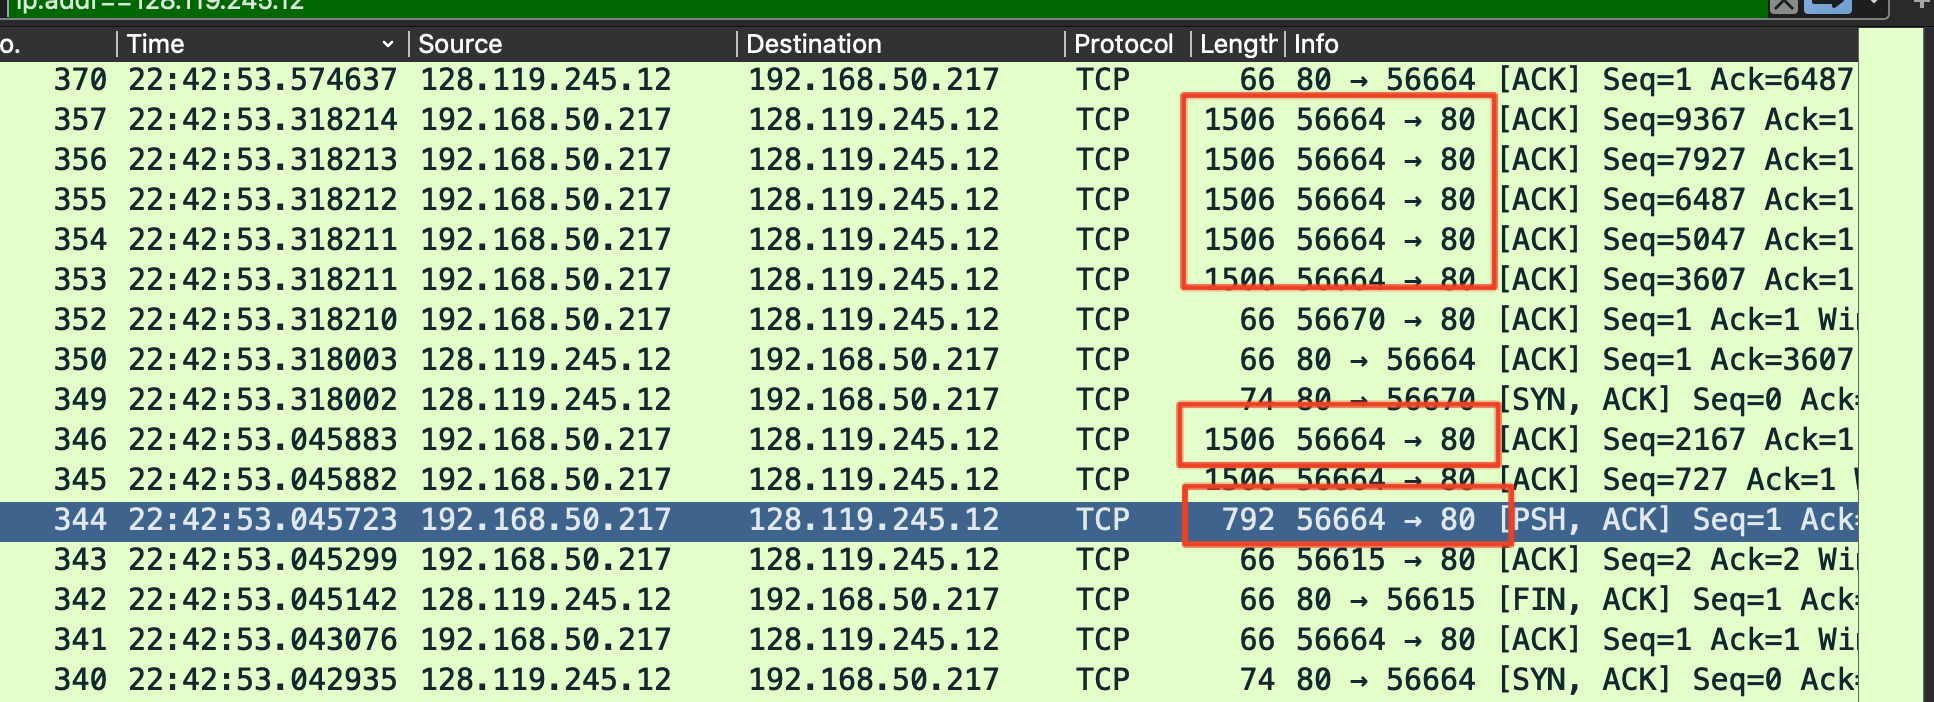 ip.addr==128.119.245.12
o. Time Source Destination Protocol Length Info
370 22:42:53.574637 128.119.245.12 192.168.50.217 TCP 66 80 → 56664 [ACK] Seq=1 Ack=6487
357 22:42:53.318214 192.168.50.217 128.119.245.12 TCP 1506 56664 → 80 [ACK] Seq=9367 Ack=1
356 22:42:53.318213 192.168.50.217 128.119.245.12 TCP 1506 56664 → 80 [ACK] Seq=7927 Ack=1
355 22:42:53.318212 192.168.50.217 128.119.245.12 TCP 1506 56664 → 80 [ACK] Seq=6487 Ack=1
354 22:42:53.318211 192.168.50.217 128.119.245.12 TCP 1506 56664 → 80 [ACK] Seq=5047 Ack=1
353 22:42:53.318211 192.168.50.217 128.119.245.12 TCP 1506 56664 → 80 [ACK] Seq=3607 Ack=1
352 22:42:53.318210 192.168.50.217 128.119.245.12 TCP 66 56670 → 80 [ACK] Seq=1 Ack=1 Wi
350 22:42:53.318003 128.119.245.12 192.168.50.217 TCP 66 80 → 56664 [ACK] Seq=1 Ack=3607
349 22:42:53.318002 128.119.245.12 192.168.50.217 TCP 74 80 → 56670 [SYN, ACK] Seq=0 Ack=
346 22:42:53.045883 192.168.50.217 128.119.245.12 TCP 1506 56664 → 80 [ACK] Seq=2167 Ack=1
345 22:42:53.045882 192.168.50.217 128.119.245.12 TCP 1506 56664 → 80 [ACK] Seq=727 Ack=1 W
344 22:42:53.045723 192.168.50.217 128.119.245.12 TCP 792 56664 → 80 [PSH, ACK] Seq=1 Ack=
343 22:42:53.045299 192.168.50.217 128.119.245.12 TCP 66 56615 → 80 [ACK] Seq=2 Ack=2 Wi
342 22:42:53.045142 128.119.245.12 192.168.50.217 TCP 66 80 → 56615 [FIN, ACK] Seq=1 Ack=
341 22:42:53.043076 192.168.50.217 128.119.245.12 TCP 66 56664 → 80 [ACK] Seq=1 Ack=1 Wi
340 22:42:53.042935 128.119.245.12 192.168.50.217 TCP 74 80 → 56664 [SYN, ACK] Seq=0 Ack=